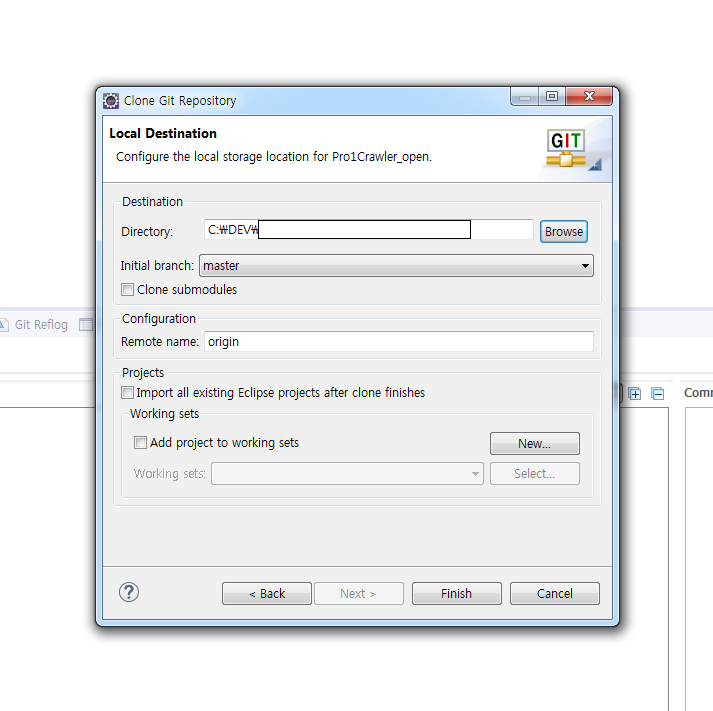 Clone Git Repository
Local Destination
Configure the local storage location for Pro1Crawler_open.
GIT
Destination
Directory: C:₩DEV₩ Browse
Initial branch: master
Clone submodules
Git Reflog
Configuration
Remote name: origin
Projects
Import all existing Eclipse projects after clone finishes
Working sets
Add project to working sets New...
Working sets: Select...
< Back Next > Finish Cancel